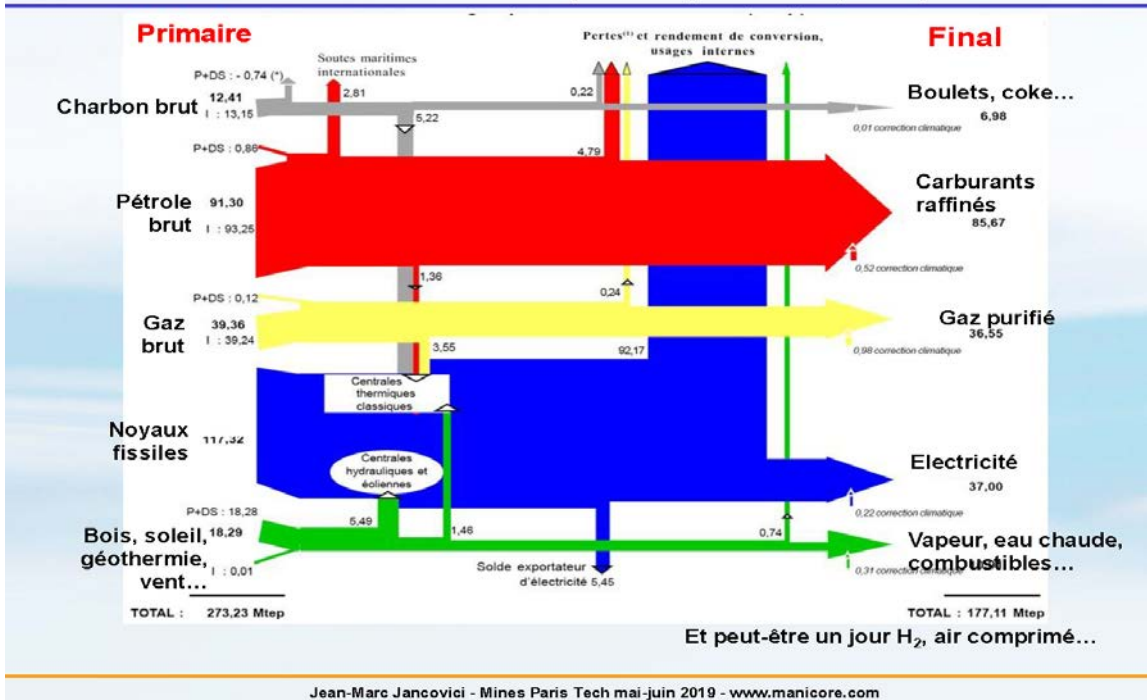 Primaire
Final
Pertes⁽¹⁾ et rendement de conversion,
usages internes
Soutes maritimes
internationales
P+DS : - 0,74 (*)
Charbon brut
12,41
I : 13,15
2,81
5,22
0,22
Boulets, coke…
6,98
0,01 correction climatique
P+DS : 0,86
4,79
Pétrole
brut
91,30
I : 93,25
Carburants
raffinés
85,67
1,36
0,52 correction climatique
P+DS : 0,12
0,24
Gaz
brut
39,36
I : 39,24
3,55
92,17
Gaz purifié
36,55
0,98 correction climatique
Centrales
thermiques
classiques
Noyaux
fissiles
117,32
Centrales
hydrauliques et
éoliennes
Electricité
37,00
0,22 correction climatique
P+DS : 18,28
5,49
1,46
0,74
Bois, soleil,
géothermie,
vent…
18,29
I : 0,01
Vapeur, eau chaude,
combustibles…
0,31 correction climatique
Solde exportateur
d'électricité 5,45
TOTAL : 273,23 Mtep
TOTAL : 177,11 Mtep
Et peut-être un jour H₂, air comprimé…
Jean-Marc Jancovici - Mines Paris Tech mai-juin 2019 - www.manicore.com